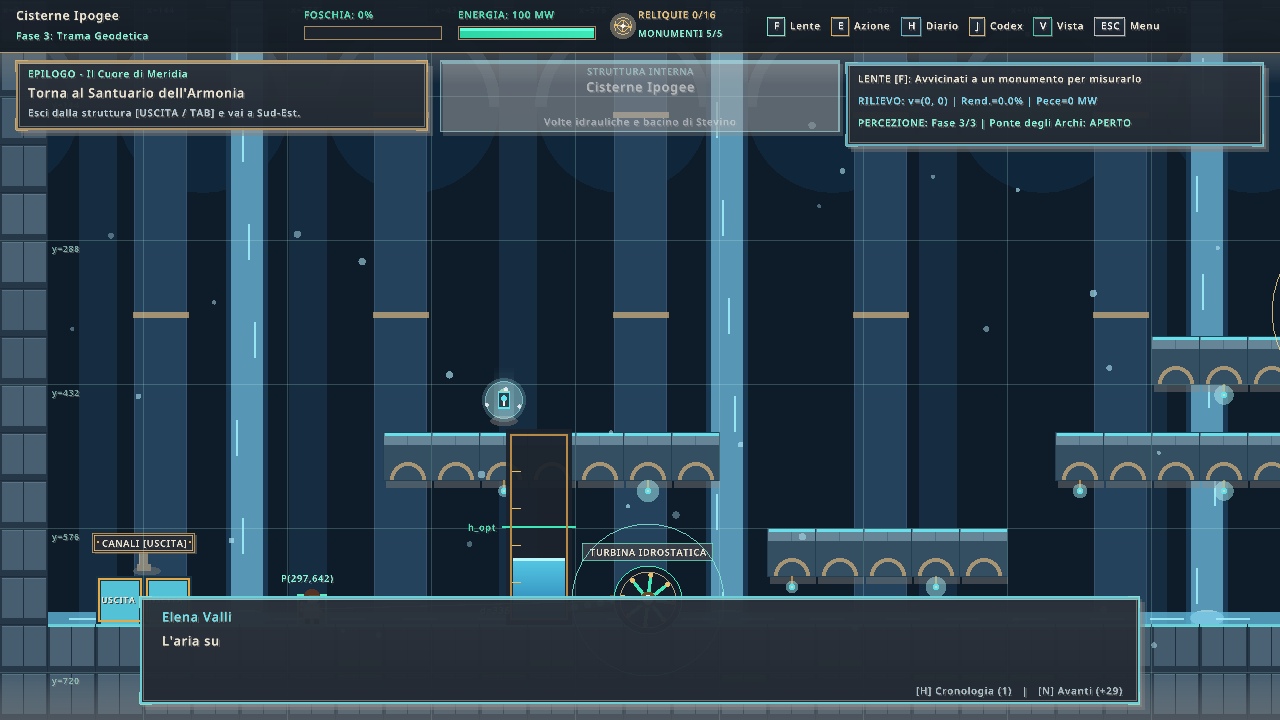 Cisterne Ipogee
Fase 3: Trama Geodetica
FOSCHIA: 0%
ENERGIA: 100 MW
RELIQUIE 0/16
MONUMENTI 5/5
F Lente
E Azione
H Diario
J Codex
V Vista
ESC Menu
EPILOGO - Il Cuore di Meridia
Torna al Santuario dell'Armonia
Esci dalla struttura [USCITA / TAB] e vai a Sud-Est.
STRUTTURA INTERNA
Cisterne Ipogee
Volte idrauliche e bacino di Stevino
LENTE [F]: Avvicinati a un monumento per misurarlo
RILIEVO: v=(0, 0) | Rend.=0.0% | Pece=0 MW
PERCEZIONE: Fase 3/3 | Ponte degli Archi: APERTO
y=288
y=432
h_opt
y=576
CANALI [USCITA]
TURBINA IDROSTATICA
P(297,642)
USCITA
Elena Valli
L'aria su
y=720
[H] Cronologia (1) | [N] Avanti (+29)